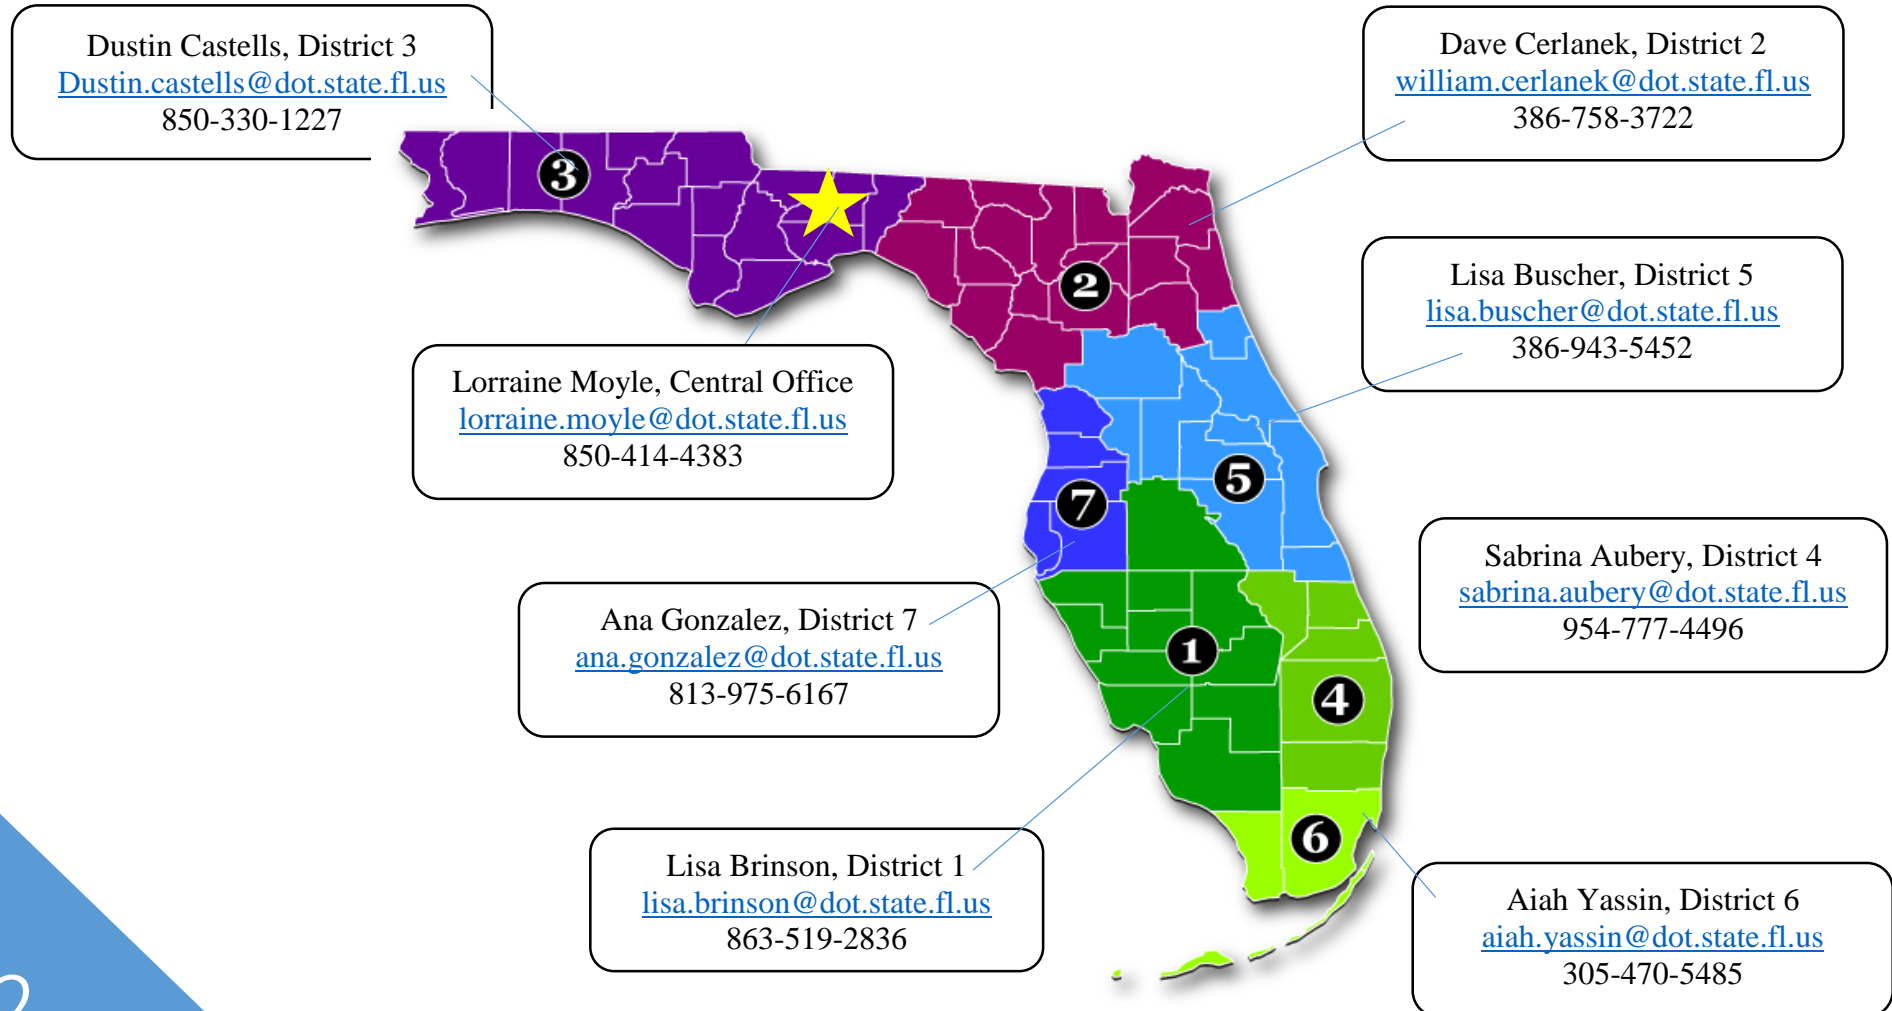 Dustin Castells, District 3
Dustin.castells@dot.state.fl.us
850-330-1227
Dave Cerlanek, District 2
william.cerlanek@dot.state.fl.us
386-758-3722
3
2
Lisa Buscher, District 5
lisa.buscher@dot.state.fl.us
386-943-5452
Lorraine Moyle, Central Office
lorraine.moyle@dot.state.fl.us
850-414-4383
5
7
Sabrina Aubery, District 4
sabrina.aubery@dot.state.fl.us
954-777-4496
Ana Gonzalez, District 7
ana.gonzalez@dot.state.fl.us
813-975-6167
1
4
6
Lisa Brinson, District 1
lisa.brinson@dot.state.fl.us
863-519-2836
Aiah Yassin, District 6
aiah.yassin@dot.state.fl.us
305-470-5485